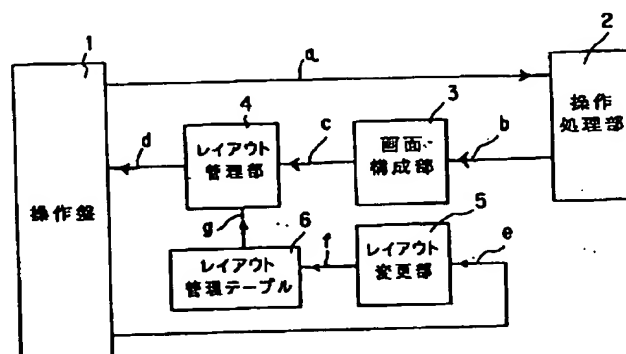 1
操作盤
a
2
操作
処理部
4
レイアウト
管理部
c
3
画面
構成部
b
d
g
6
レイアウト
管理テーブル
f
5
レイアウト
変更部
e